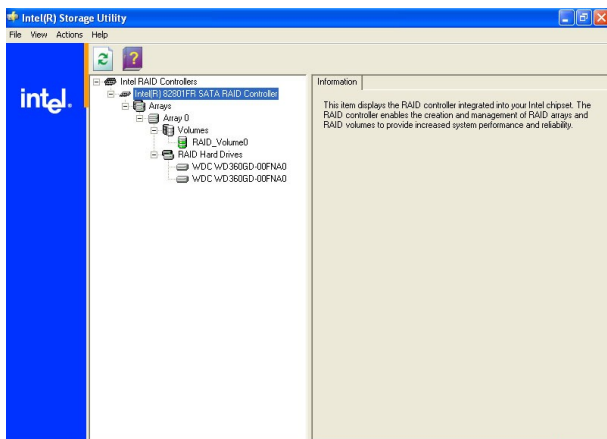 Intel(R) Storage Utility
File View Actions Help
intel.
Intel RAID Controllers
Intel(R) 82801FR SATA RAID Controller
Arrays
Array 0
Volumes
RAID_Volume0
RAID Hard Drives
WDC WD360GD-00FNA0
WDC WD360GD-00FNA0
Information
This item displays the RAID controller integrated into your Intel chipset. The
RAID controller enables the creation and management of RAID arrays and
RAID volumes to provide increased system performance and reliability.